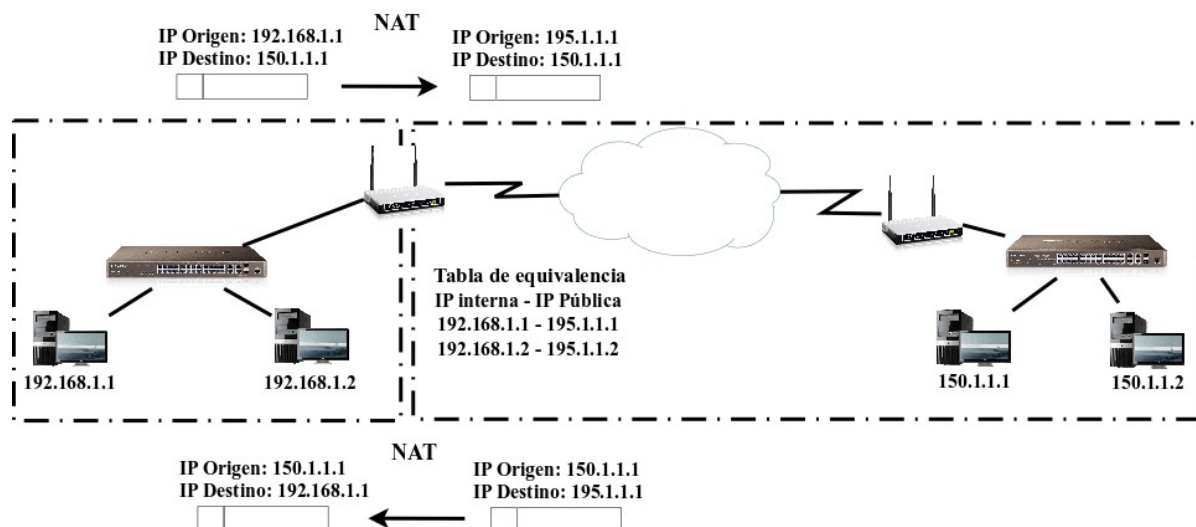 NAT
IP Origen: 192.168.1.1
IP Destino: 150.1.1.1
IP Origen: 195.1.1.1
IP Destino: 150.1.1.1
Tabla de equivalencia
IP interna - IP Pública
192.168.1.1 - 195.1.1.1
192.168.1.2 - 195.1.1.2
192.168.1.1
192.168.1.2
150.1.1.1
150.1.1.2
NAT
IP Origen: 150.1.1.1
IP Destino: 192.168.1.1
IP Origen: 150.1.1.1
IP Destino: 195.1.1.1